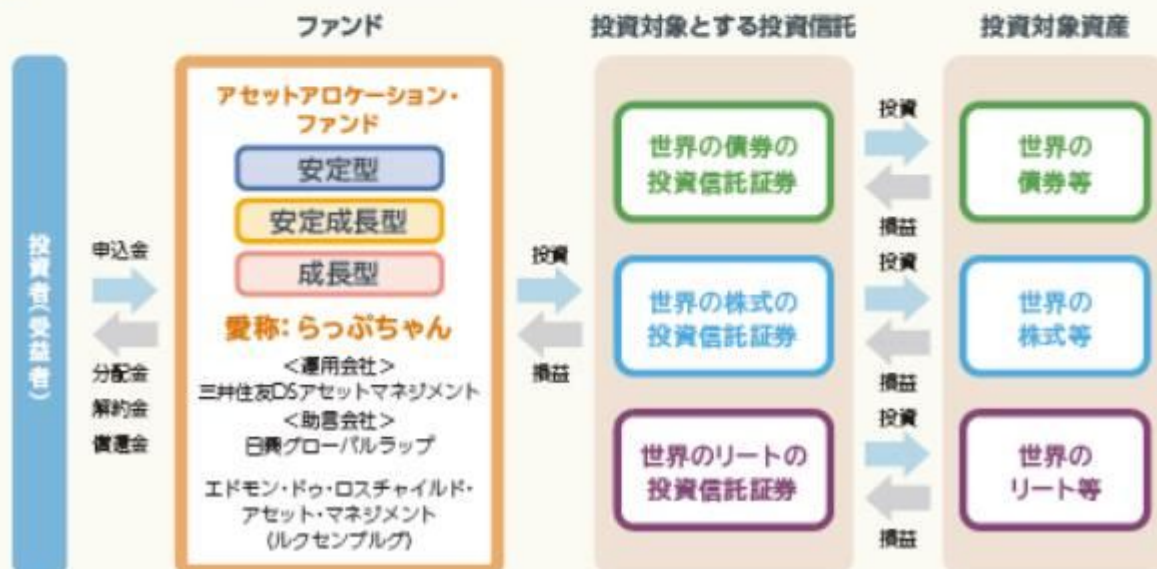 ファンド
投資対象とする投資信託
投資対象資産
投資者(受益者)
申込金
分配金
解約金
償還金
アセットアロケーション・
ファンド
安定型
安定成長型
成長型
愛称：らっぷちゃん
＜運用会社＞
三井住友DSアセットマネジメント
＜助言会社＞
日興グローバルラップ
エドモン・ドゥ・ロスチャイルド・
アセット・マネジメント
(ルクセンブルグ)
投資
損益
世界の債券の
投資信託証券
投資
損益
世界の
債券等
世界の株式の
投資信託証券
投資
損益
世界の
株式等
世界のリートの
投資信託証券
投資
損益
世界の
リート等